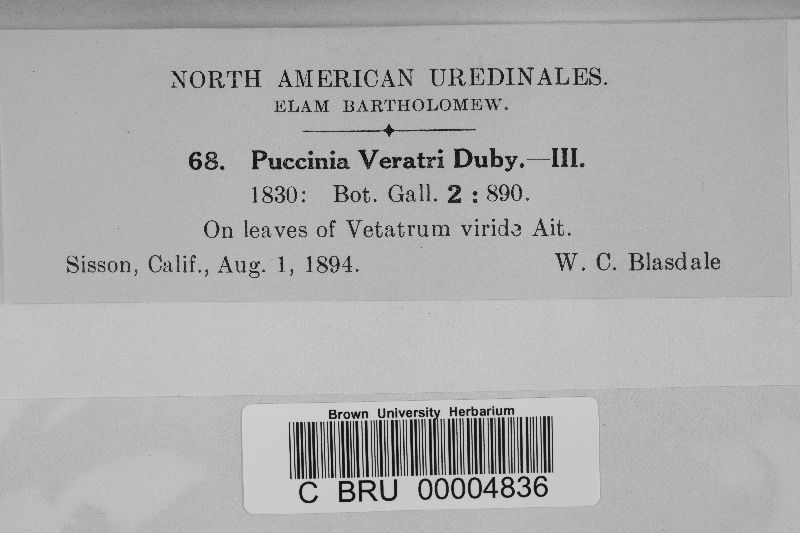 NORTH AMERICAN UREDINALES.
ELAM BARTHOLOMEW.
68. Puccinia Veratri Duby.—III.
1830: Bot. Gall. 2 : 890.
On leaves of Vetatrum viride Ait.
Sisson, Calif., Aug. 1, 1894. W. C. Blasdale
Brown University Herbarium
C BRU 00004836